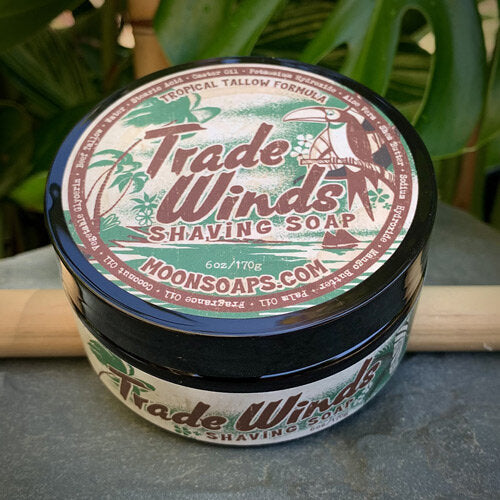 Beef Tallow • Water • Stearic Acid • Castor Oil • Potassium Hydroxide • Aloe Vera • Shea Butter • Sodium Hydroxide • Mango Butter • Palm Oil • Fragrance Oil • Coconut Oil • Vegetable Glycerin
TROPICAL TALLOW FORMULA
Trade
Winds
SHAVING SOAP
6oz/170g
MOONSOAPS.COM
Trade Winds
SHAVING SOAP